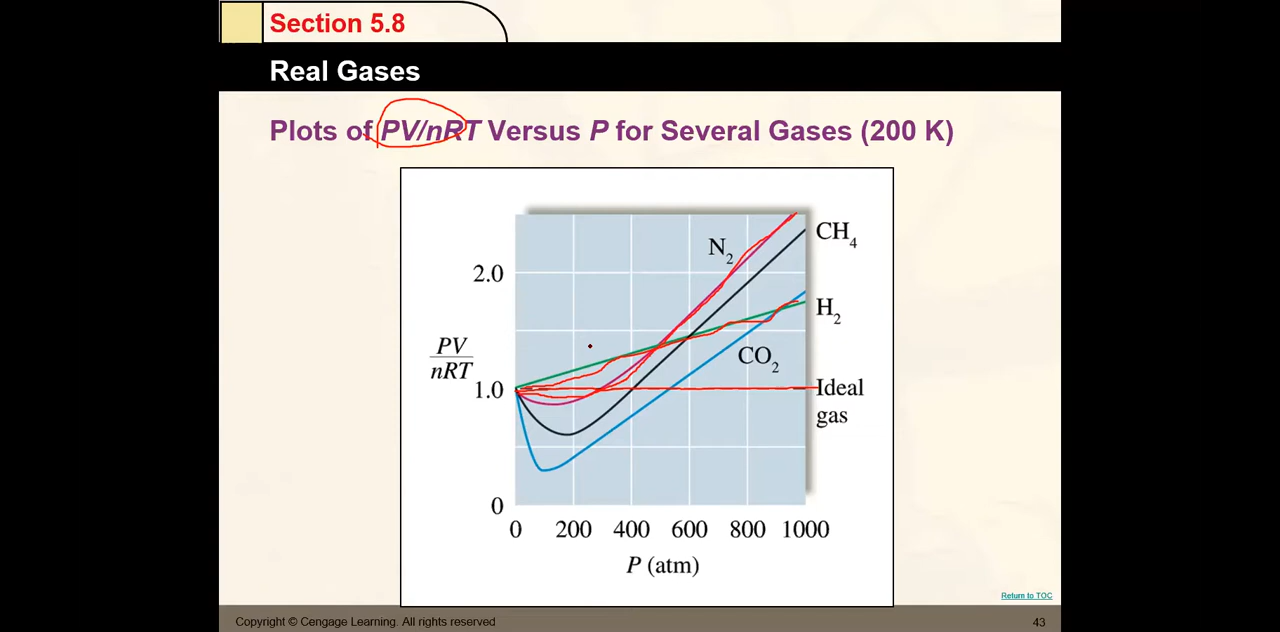 Section 5.8
Real Gases
Plots of PV/nRT Versus P for Several Gases (200 K)
N₂
CH₄
2.0
H₂
PV
nRT
CO₂
1.0
Ideal
gas
0
0 200 400 600 800 1000
P (atm)
Return to TOC
Copyright © Cengage Learning. All rights reserved
43